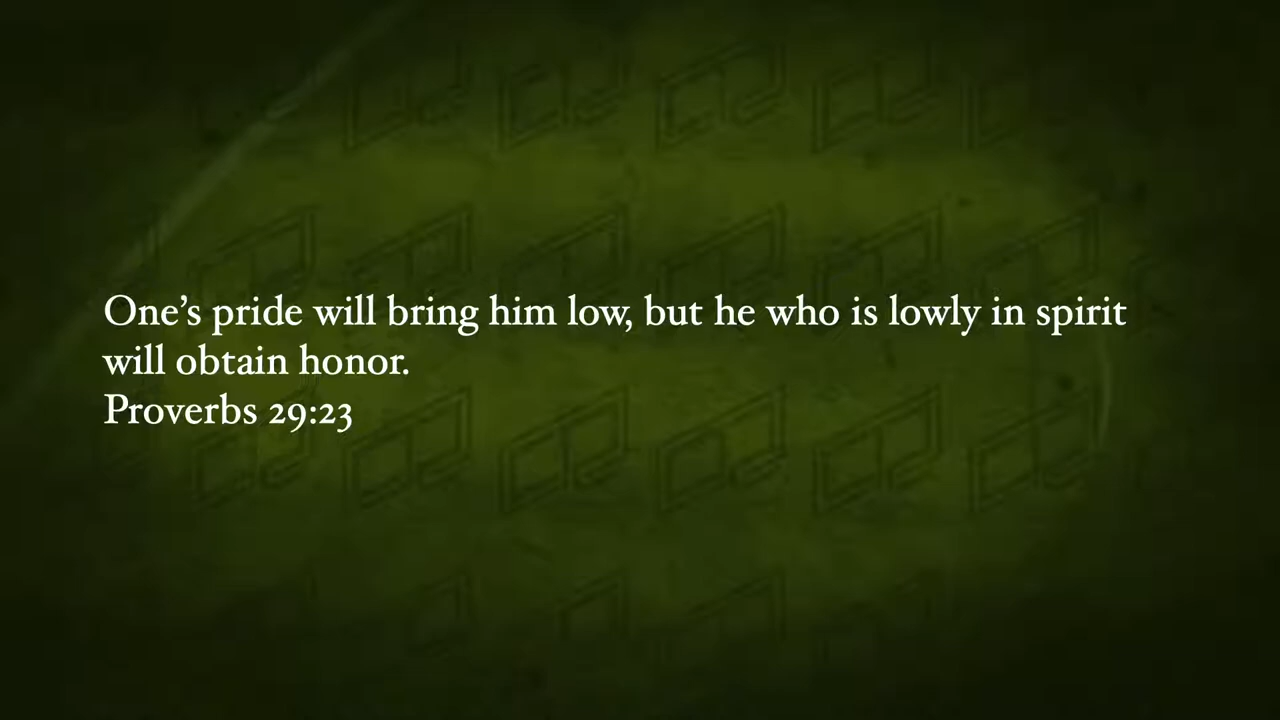 One’s pride will bring him low, but he who is lowly in spirit
will obtain honor.
Proverbs 29:23